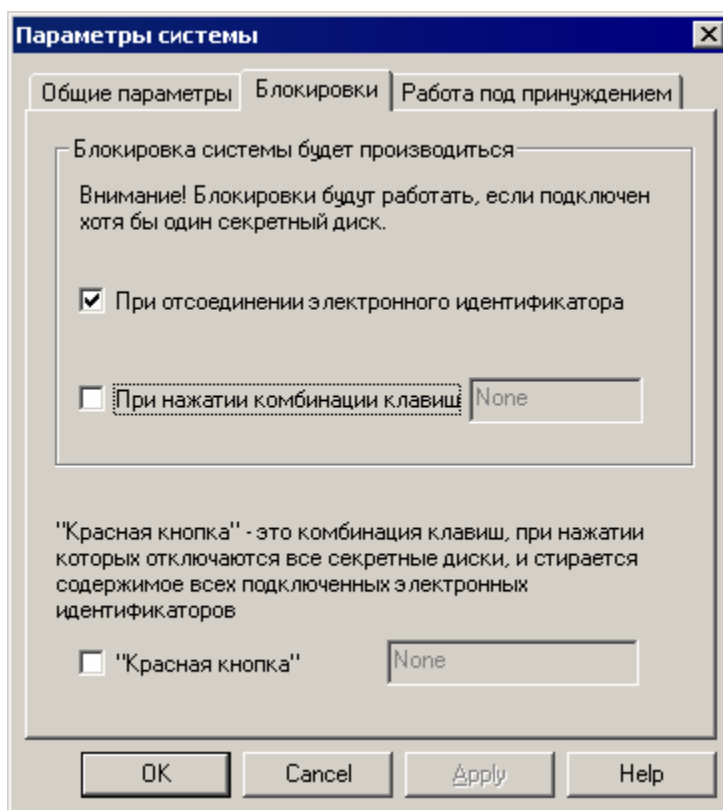 Параметры системы
Общие параметры Блокировки Работа под принуждением
Блокировка системы будет производиться
Внимание! Блокировки будут работать, если подключен
хотя бы один секретный диск.
При отсоединении электронного идентификатора
При нажатии комбинации клавиш None
"Красная кнопка" - это комбинация клавиш, при нажатии
которых отключаются все секретные диски, и стирается
содержимое всех подключенных электронных
идентификаторов
"Красная кнопка" None
OK Cancel Apply Help